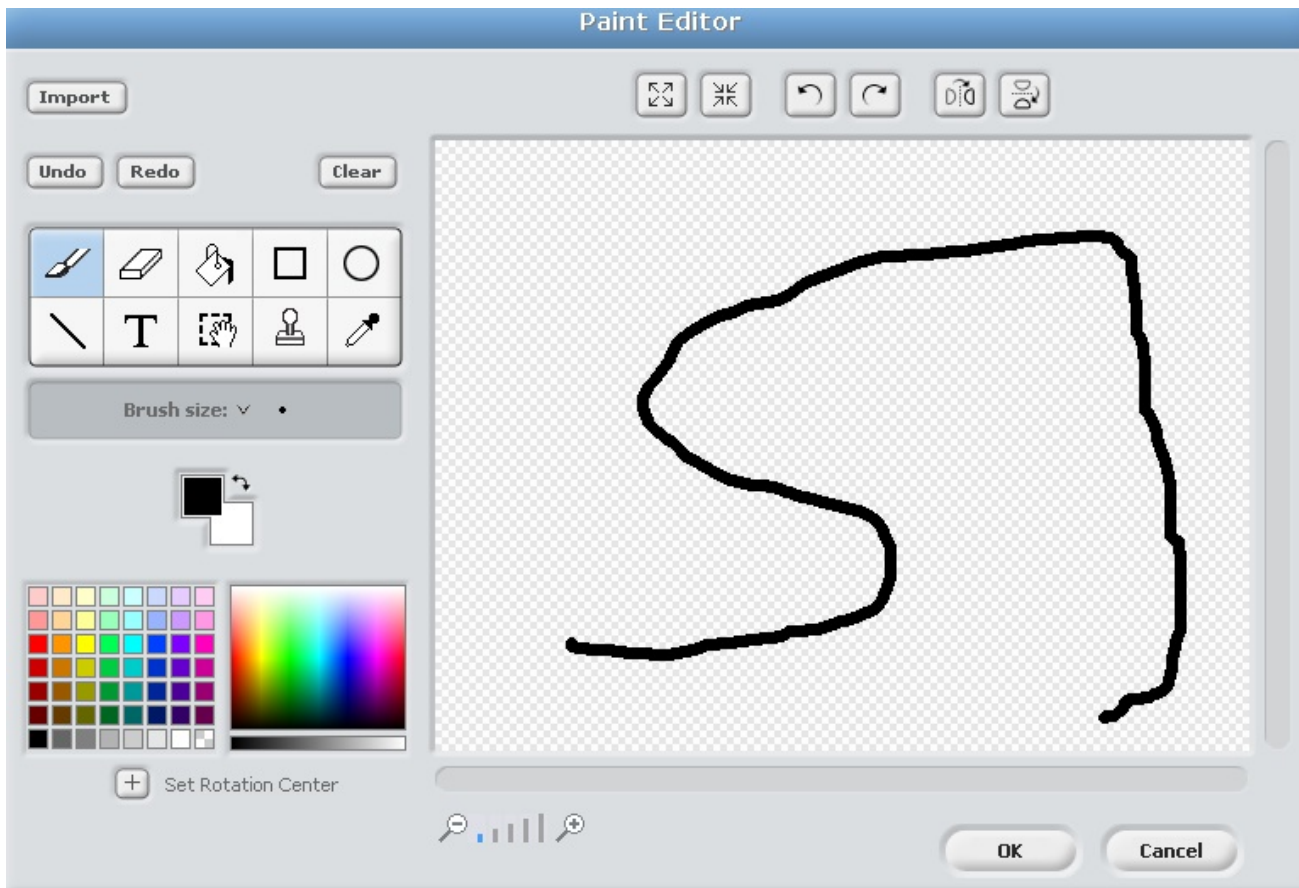 Paint Editor
Import
Undo Redo Clear
T
Brush size:
Set Rotation Center
OK Cancel